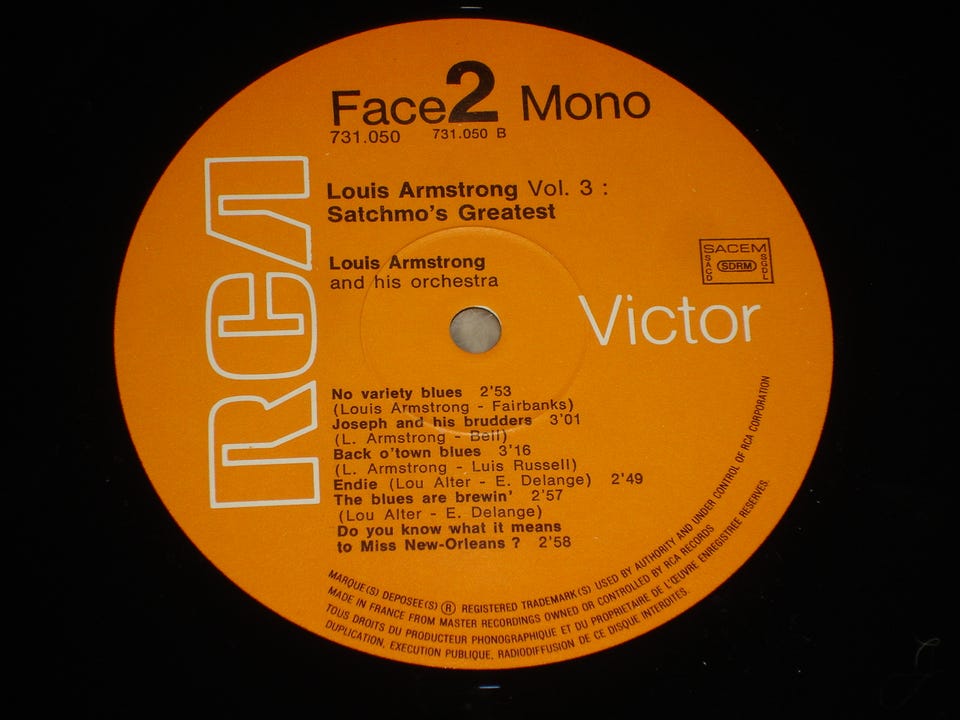 Face 2 Mono
731.050 731.050 B
RCA
Louis Armstrong Vol. 3 :
Satchmo's Greatest
SACEM
SACD SDRM SGDL
Louis Armstrong
and his orchestra
Victor
No variety blues 2'53
(Louis Armstrong - Fairbanks)
Joseph and his brudders 3'01
(L. Armstrong - Bell)
Back o'town blues 3'16
(L. Armstrong - Luis Russell)
Endie (Lou Alter - E. Delange) 2'49
The blues are brewin' 2'57
(Lou Alter - E. Delange)
Do you know what it means
to Miss New-Orleans ? 2'58
MARQUE(S) DEPOSEE(S) ® REGISTERED TRADEMARK(S) USED BY AUTHORITY AND UNDER CONTROL OF RCA CORPORATION
MADE IN FRANCE FROM MASTER RECORDINGS OWNED OR CONTROLLED BY RCA RECORDS
TOUS DROITS DU PRODUCTEUR PHONOGRAPHIQUE ET DU PROPRIETAIRE DE L'ŒUVRE ENREGISTREE RESERVES.
DUPLICATION, EXECUTION PUBLIQUE, RADIODIFFUSION DE CE DISQUE INTERDITES.